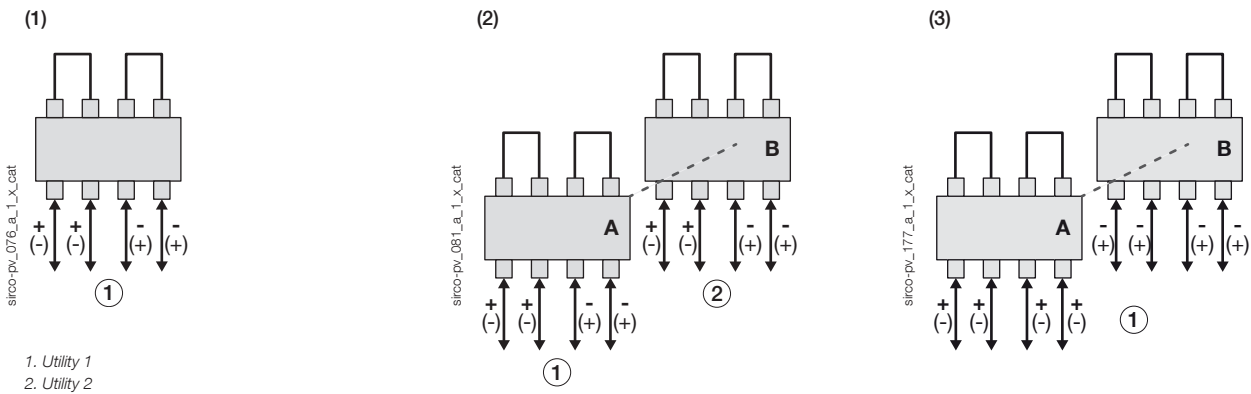 (1)
sirco-pv_076_a_1_x_cat
+ (-) + (-) - (+) - (+)
1
(2)
sirco-pv_081_a_1_x_cat
A
+ (-) + (-) - (+) - (+)
1
B
+ (-) + (-) - (+) - (+)
2
(3)
sirco-pv_177_a_1_x_cat
A
+ (-) + (-) + (-) + (-)
B
- (+) - (+) - (+) - (+)
1
1. Utility 1
2. Utility 2